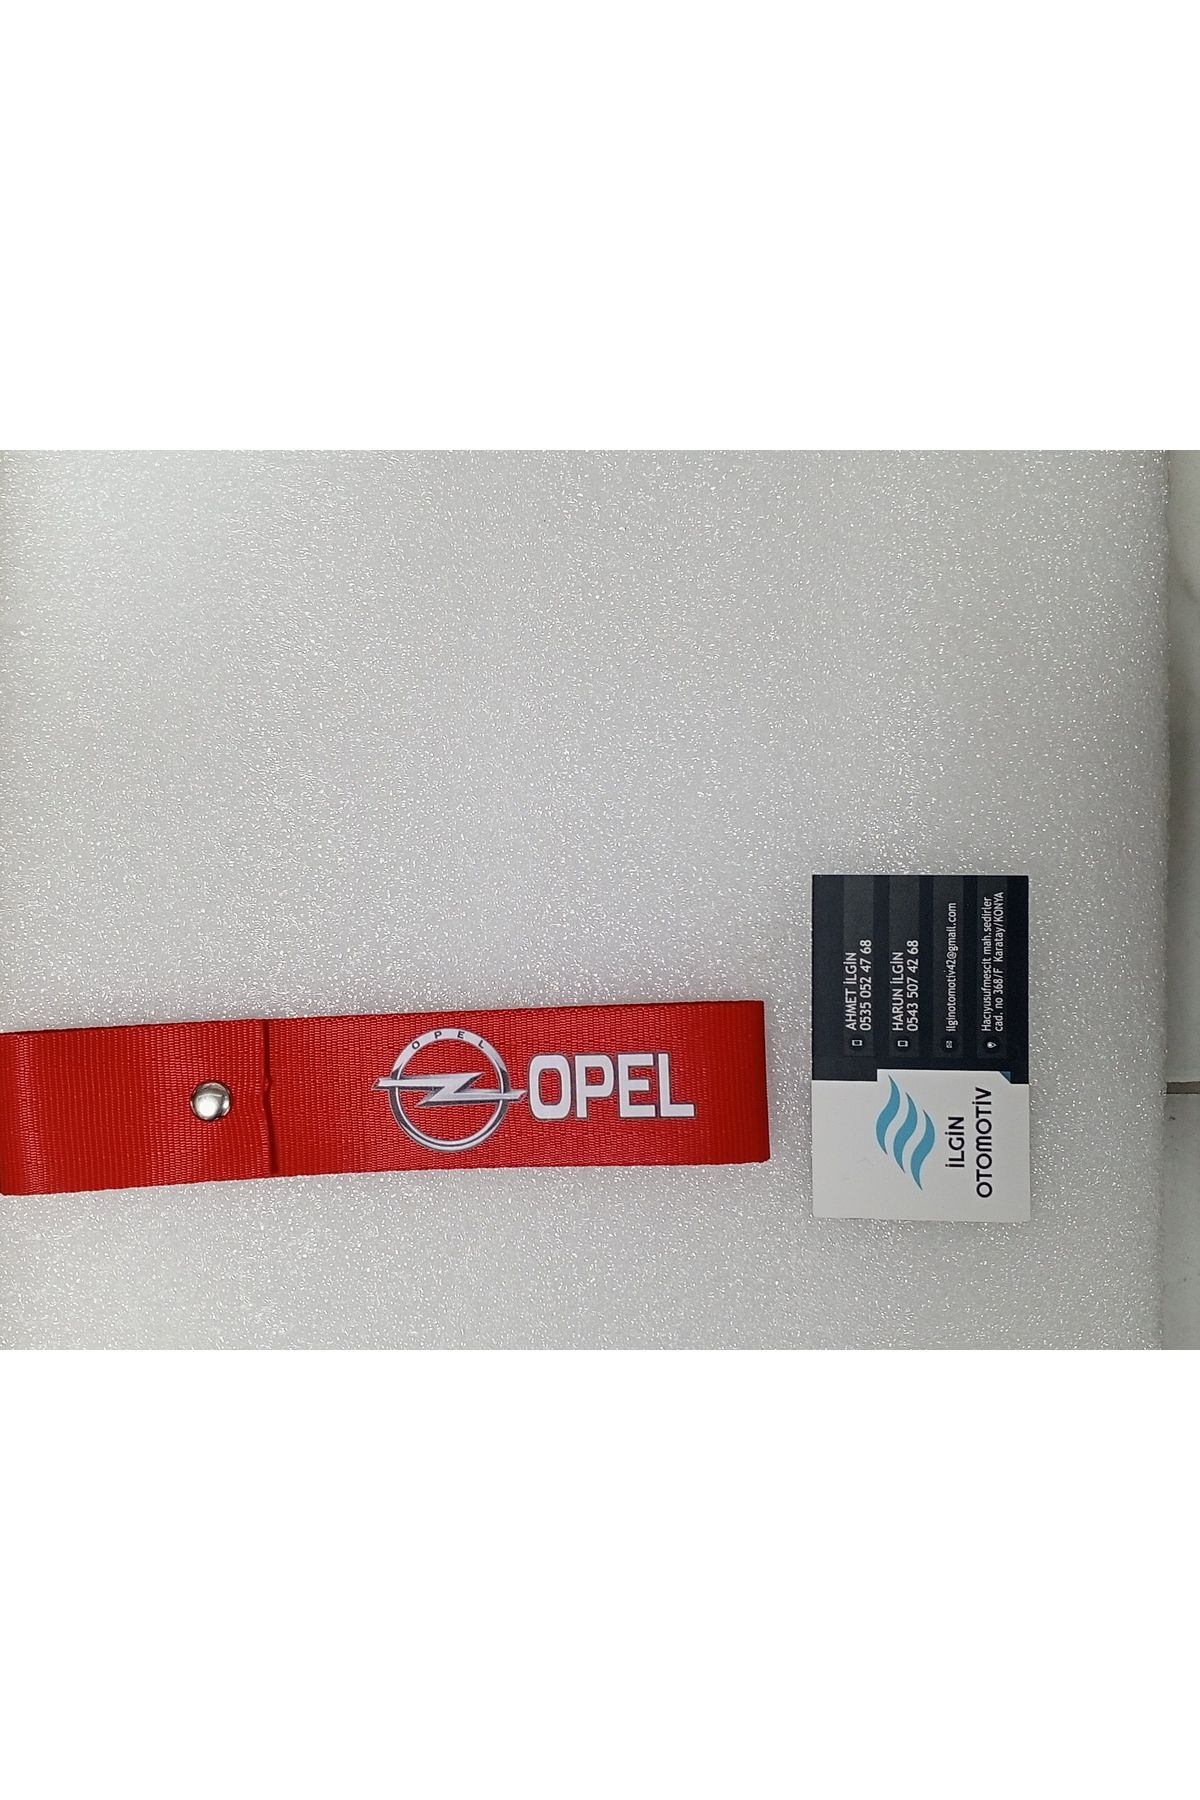 OPEL
OPEL
AHMET İLGİN
0535 052 47 68
HARUN İLGİN
0543 507 42 68
ilginotomotiv42@gmail.com
Hacıyusufmescit mah.sedirler
cad. no 368/F Karatay/KONYA
İLGİN
OTOMOTİV